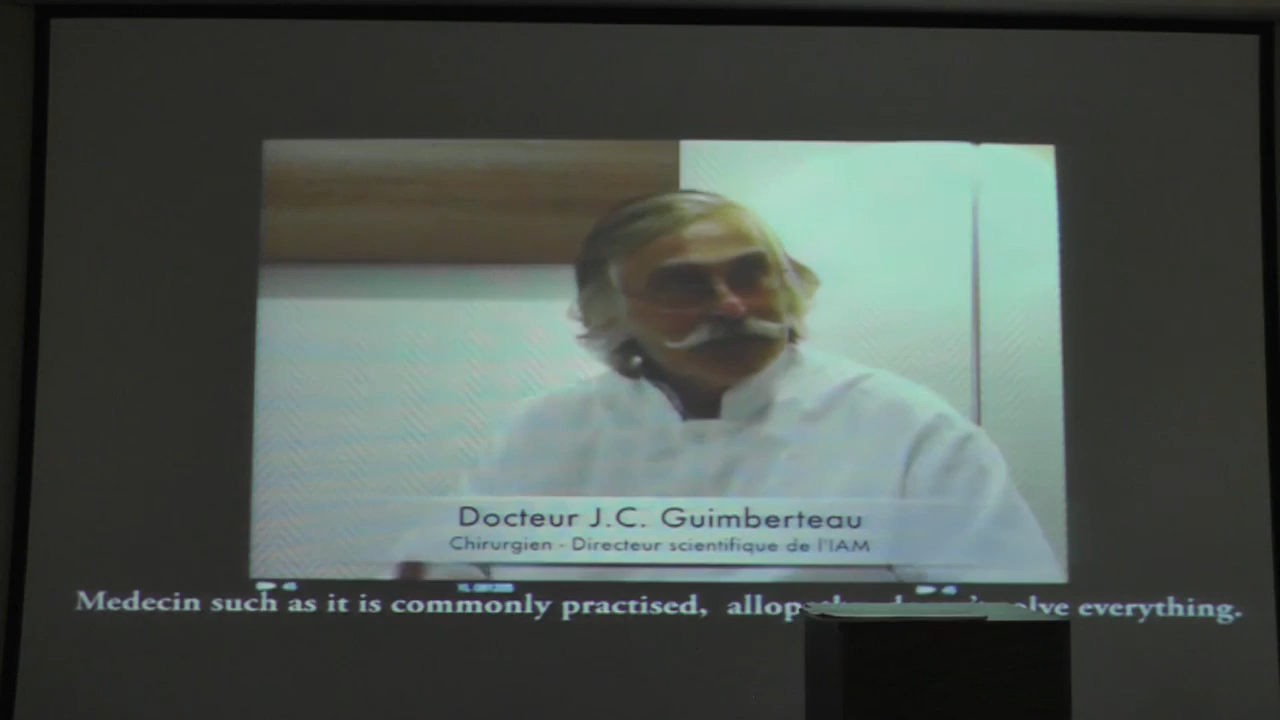 Docteur J.C. Guimberteau
Chirurgien - Directeur scientifique de l'IAM
Medecin such as it is commonly practised, everything.